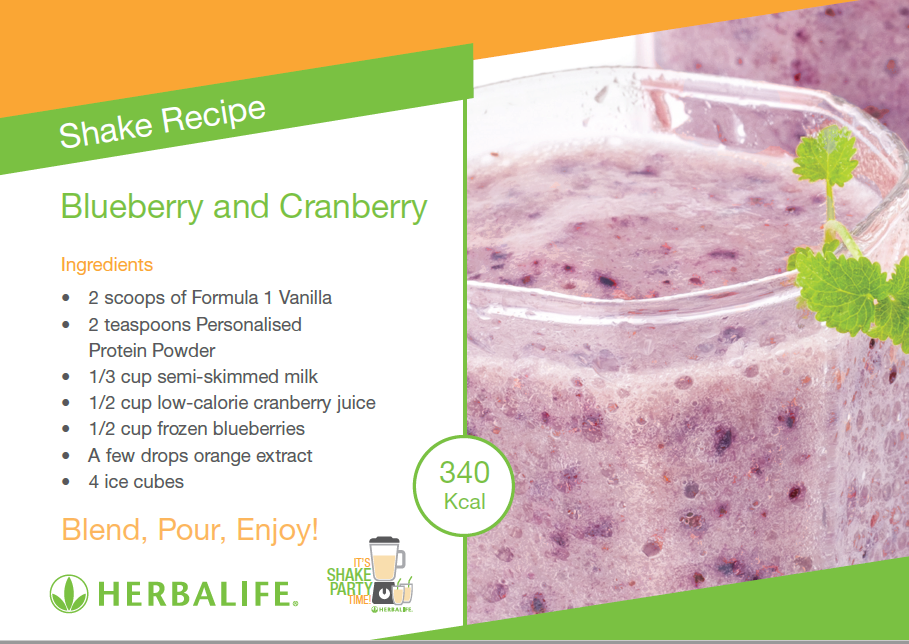 Shake Recipe
Blueberry and Cranberry
Ingredients
• 2 scoops of Formula 1 Vanilla
• 2 teaspoons Personalised
Protein Powder
• 1/3 cup semi-skimmed milk
• 1/2 cup low-calorie cranberry juice
• 1/2 cup frozen blueberries
• A few drops orange extract
• 4 ice cubes
340
Kcal
Blend, Pour, Enjoy!
HERBALIFE®
IT'S
SHAKE
PARTY
TIME!
HERBALIFE.